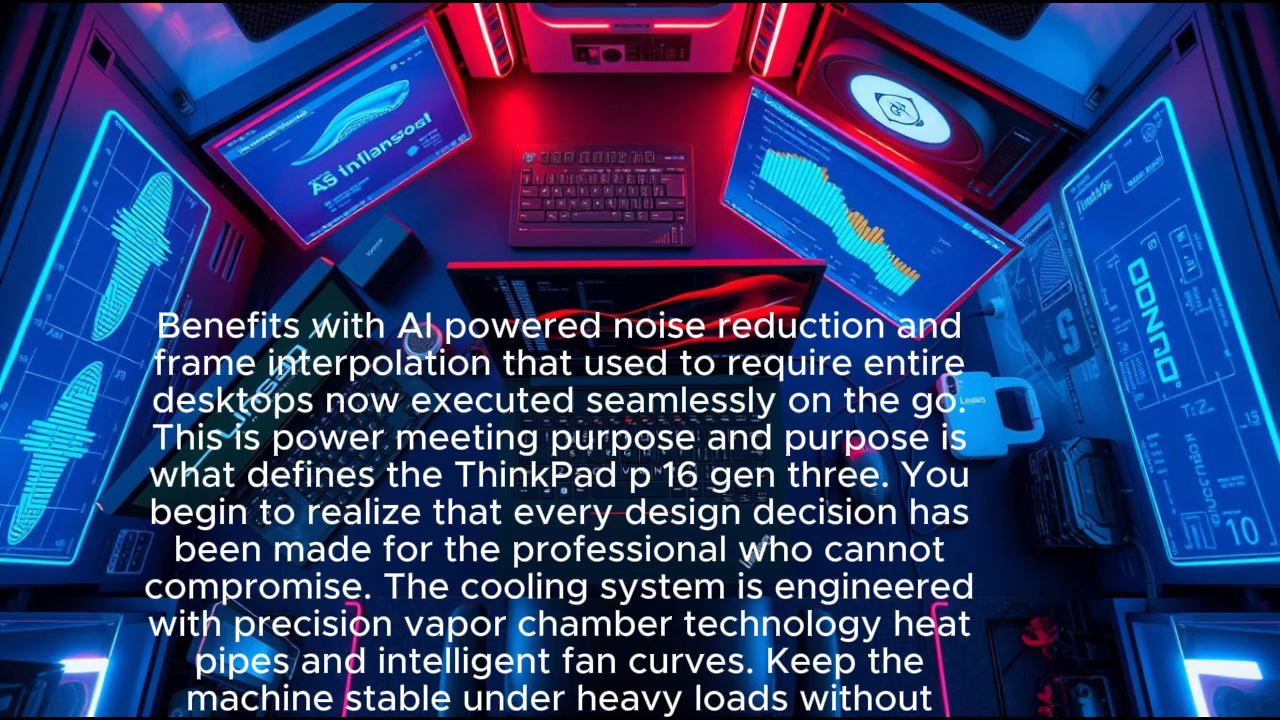 Benefits with AI powered noise reduction and
frame interpolation that used to require entire
desktops now executed seamlessly on the go.
This is power meeting purpose and purpose is
what defines the ThinkPad p 16 gen three. You
begin to realize that every design decision has
been made for the professional who cannot
compromise. The cooling system is engineered
with precision vapor chamber technology heat
pipes and intelligent fan curves. Keep the
machine stable under heavy loads without